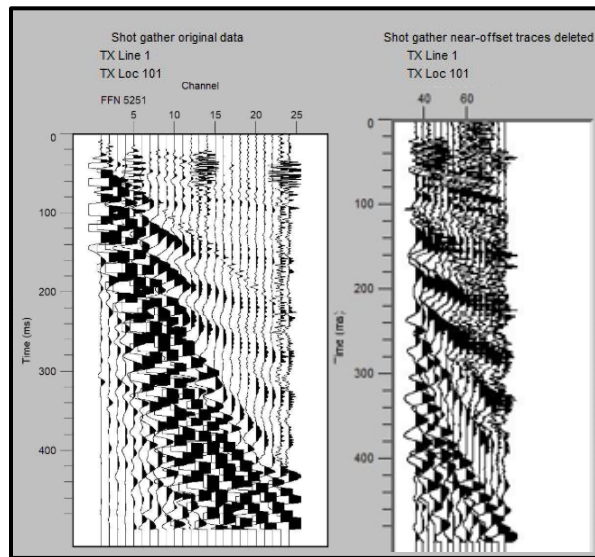 Shot gather original data
TX Line 1
TX Loc 101
Channel
FFN 5251
5 10 15 20 25
0
100
200
300
400
Time (ms)
Shot gather near-offset traces deleted
TX Line 1
TX Loc 101
40 60
0
100
200
300
400
Time (ms)